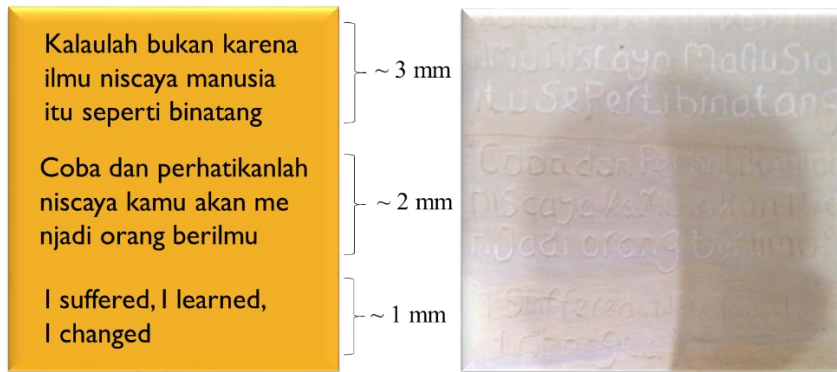 Kalaulah bukan karena
ilmu niscaya manusia
itu seperti binatang
~ 3 mm
Coba dan perhatikanlah
niscaya kamu akan me
njadi orang berilmu
~ 2 mm
I suffered, I learned,
I changed
~ 1 mm
ilmu Niscaya Manusia
itu SePerti binatang
Coba dan
niScaya
njadi orang berilmu
Suffered